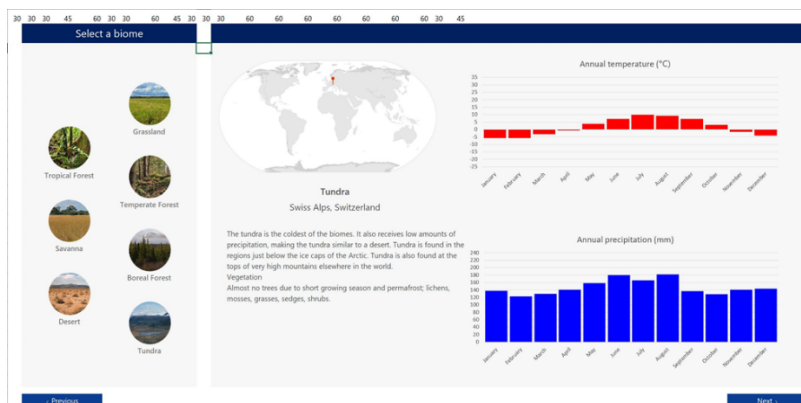 30 30 30 45 60 30 60 45 30 30 30 60 60 60 60 60 60 30 45
Select a biome
Grassland
Tropical Forest
Temperate Forest
Savanna
Boreal Forest
Desert
Tundra
‹ Previous
Tundra
Swiss Alps, Switzerland
The tundra is the coldest of the biomes. It also receives low amounts of
precipitation, making the tundra similar to a desert. Tundra is found in the
regions just below the ice caps of the Arctic. Tundra is also found at the
tops of very high mountains elsewhere in the world.
Vegetation
Almost no trees due to short growing season and permafrost; lichens,
mosses, grasses, sedges, shrubs.
Annual temperature (°C)
35
30
25
20
15
10
5
0
-5
-10
-15
-20
-25
January February March April May June July August September October November December
Annual precipitation (mm)
240
220
200
180
160
140
120
100
80
60
40
20
0
January February March April May June July August September October November December
Next ›